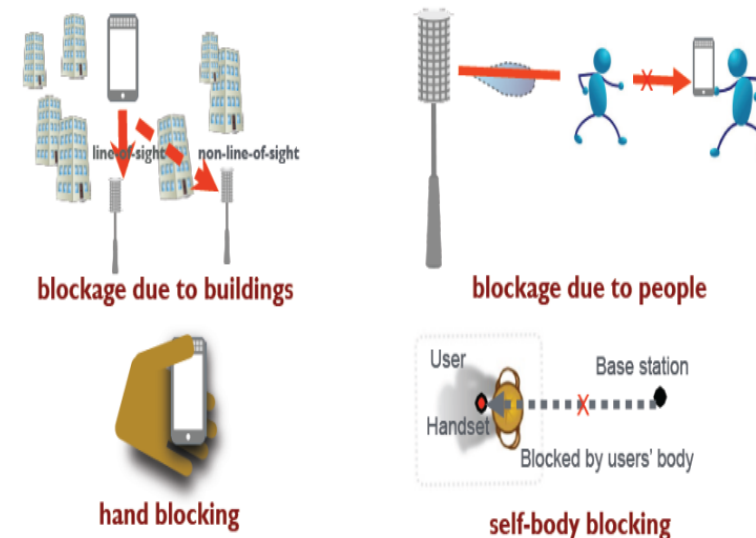 line-of-sight
non-line-of-sight
blockage due to buildings
blockage due to people
hand blocking
User
Base station
Handset
Blocked by users' body
self-body blocking